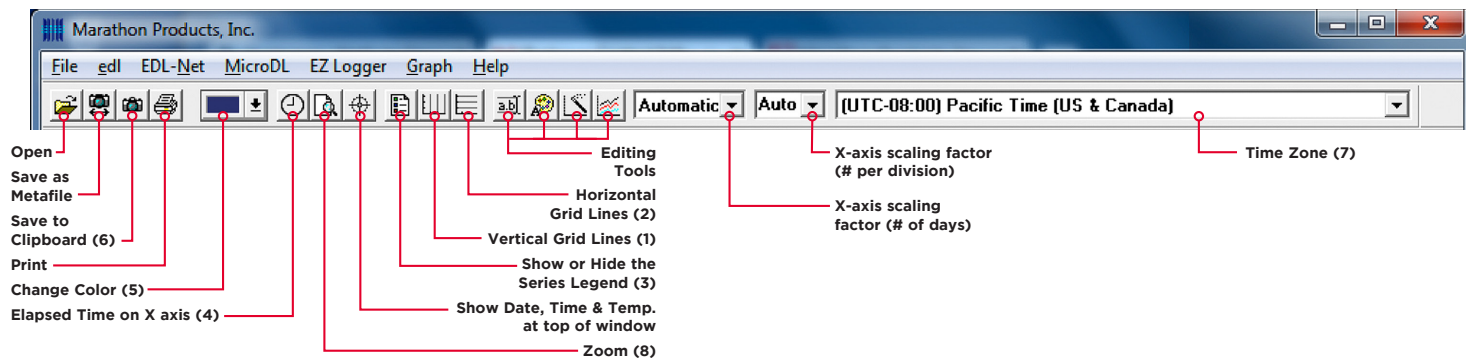 Marathon Products, Inc.
File edl EDL-Net MicroDL EZ Logger Graph Help
a.b| Automatic Auto (UTC-08:00) Pacific Time (US & Canada)
Open
Save as
Metafile
Save to
Clipboard (6)
Print
Change Color (5)
Elapsed Time on X axis (4)
Editing
Tools
Horizontal
Grid Lines (2)
Vertical Grid Lines (1)
Show or Hide the
Series Legend (3)
Show Date, Time & Temp.
at top of window
Zoom (8)
X-axis scaling factor
(# per division)
X-axis scaling
factor (# of days)
Time Zone (7)